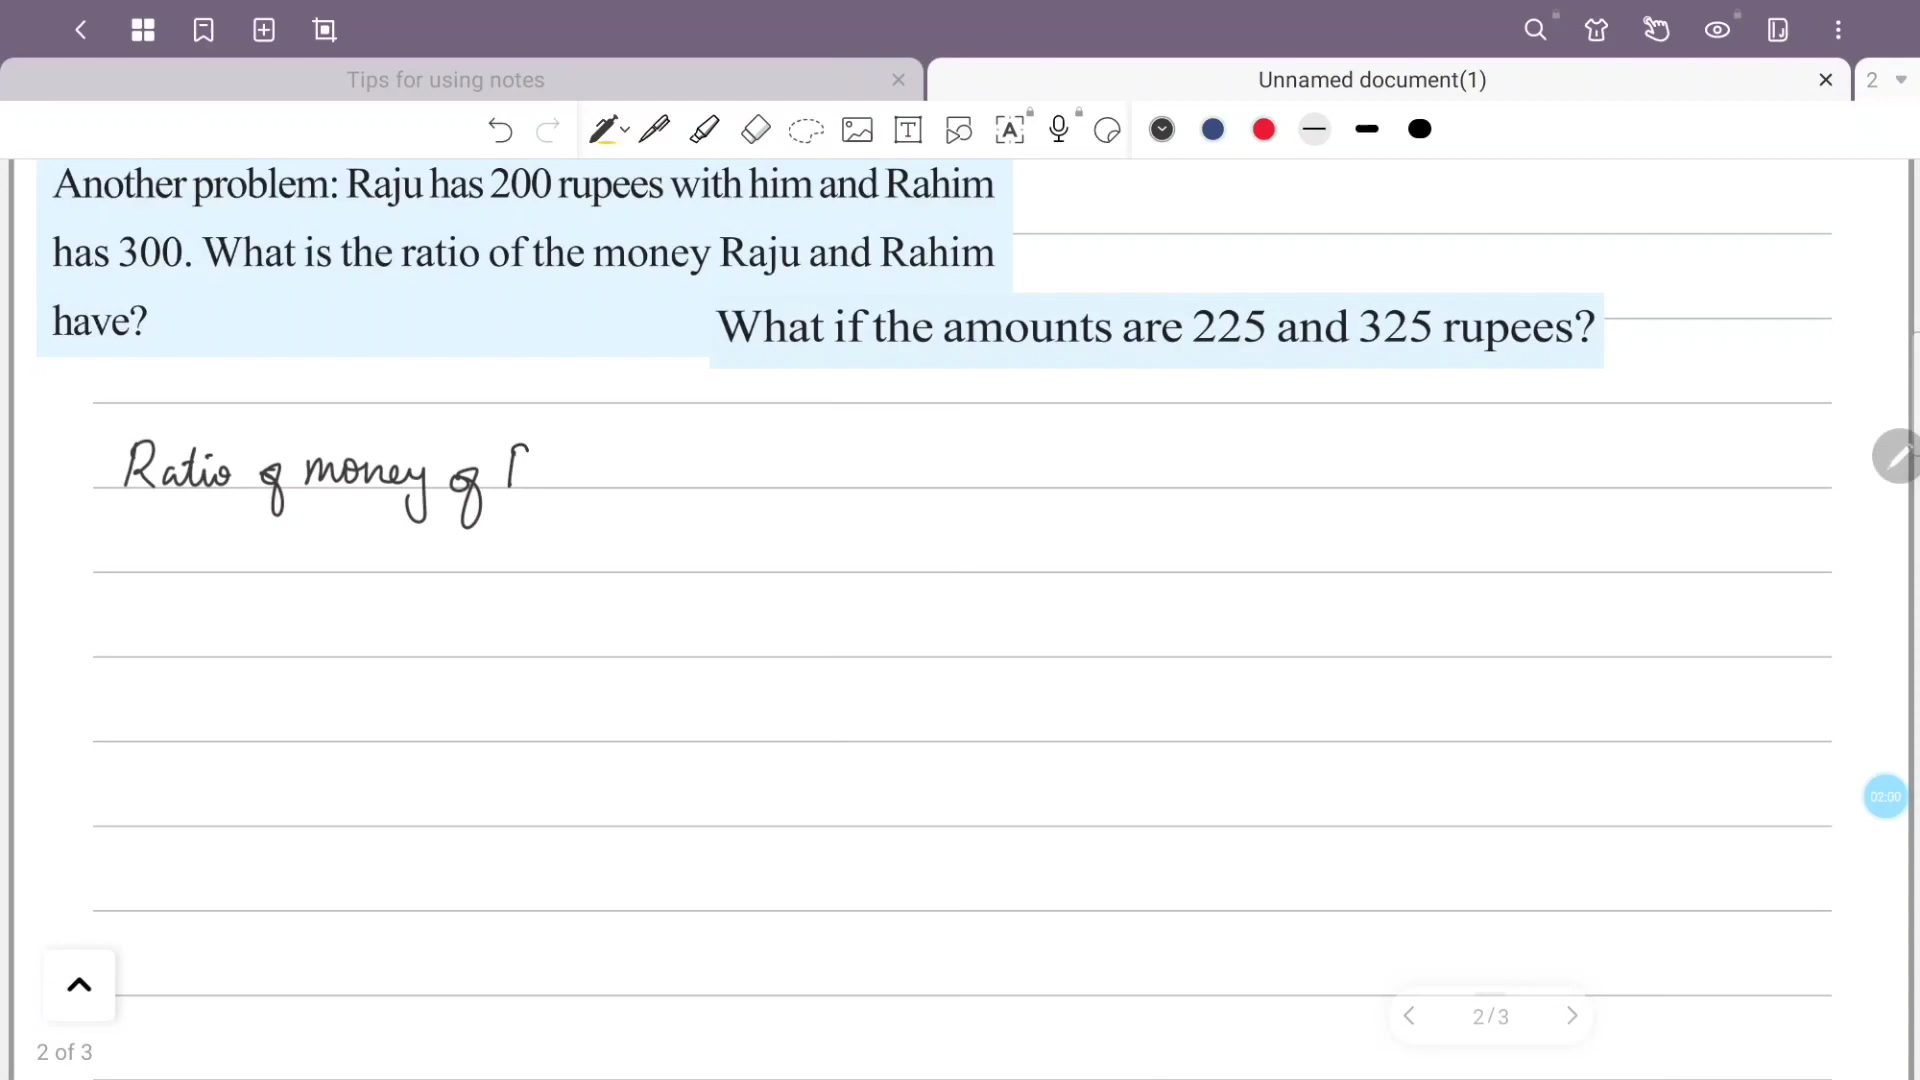 Tips for using notes
Unnamed document(1)
2
Another problem: Raju has 200 rupees with him and Rahim
has 300. What is the ratio of the money Raju and Rahim
have?
What if the amounts are 225 and 325 rupees?
Ratio of money of
02:00
2/3
2 of 3